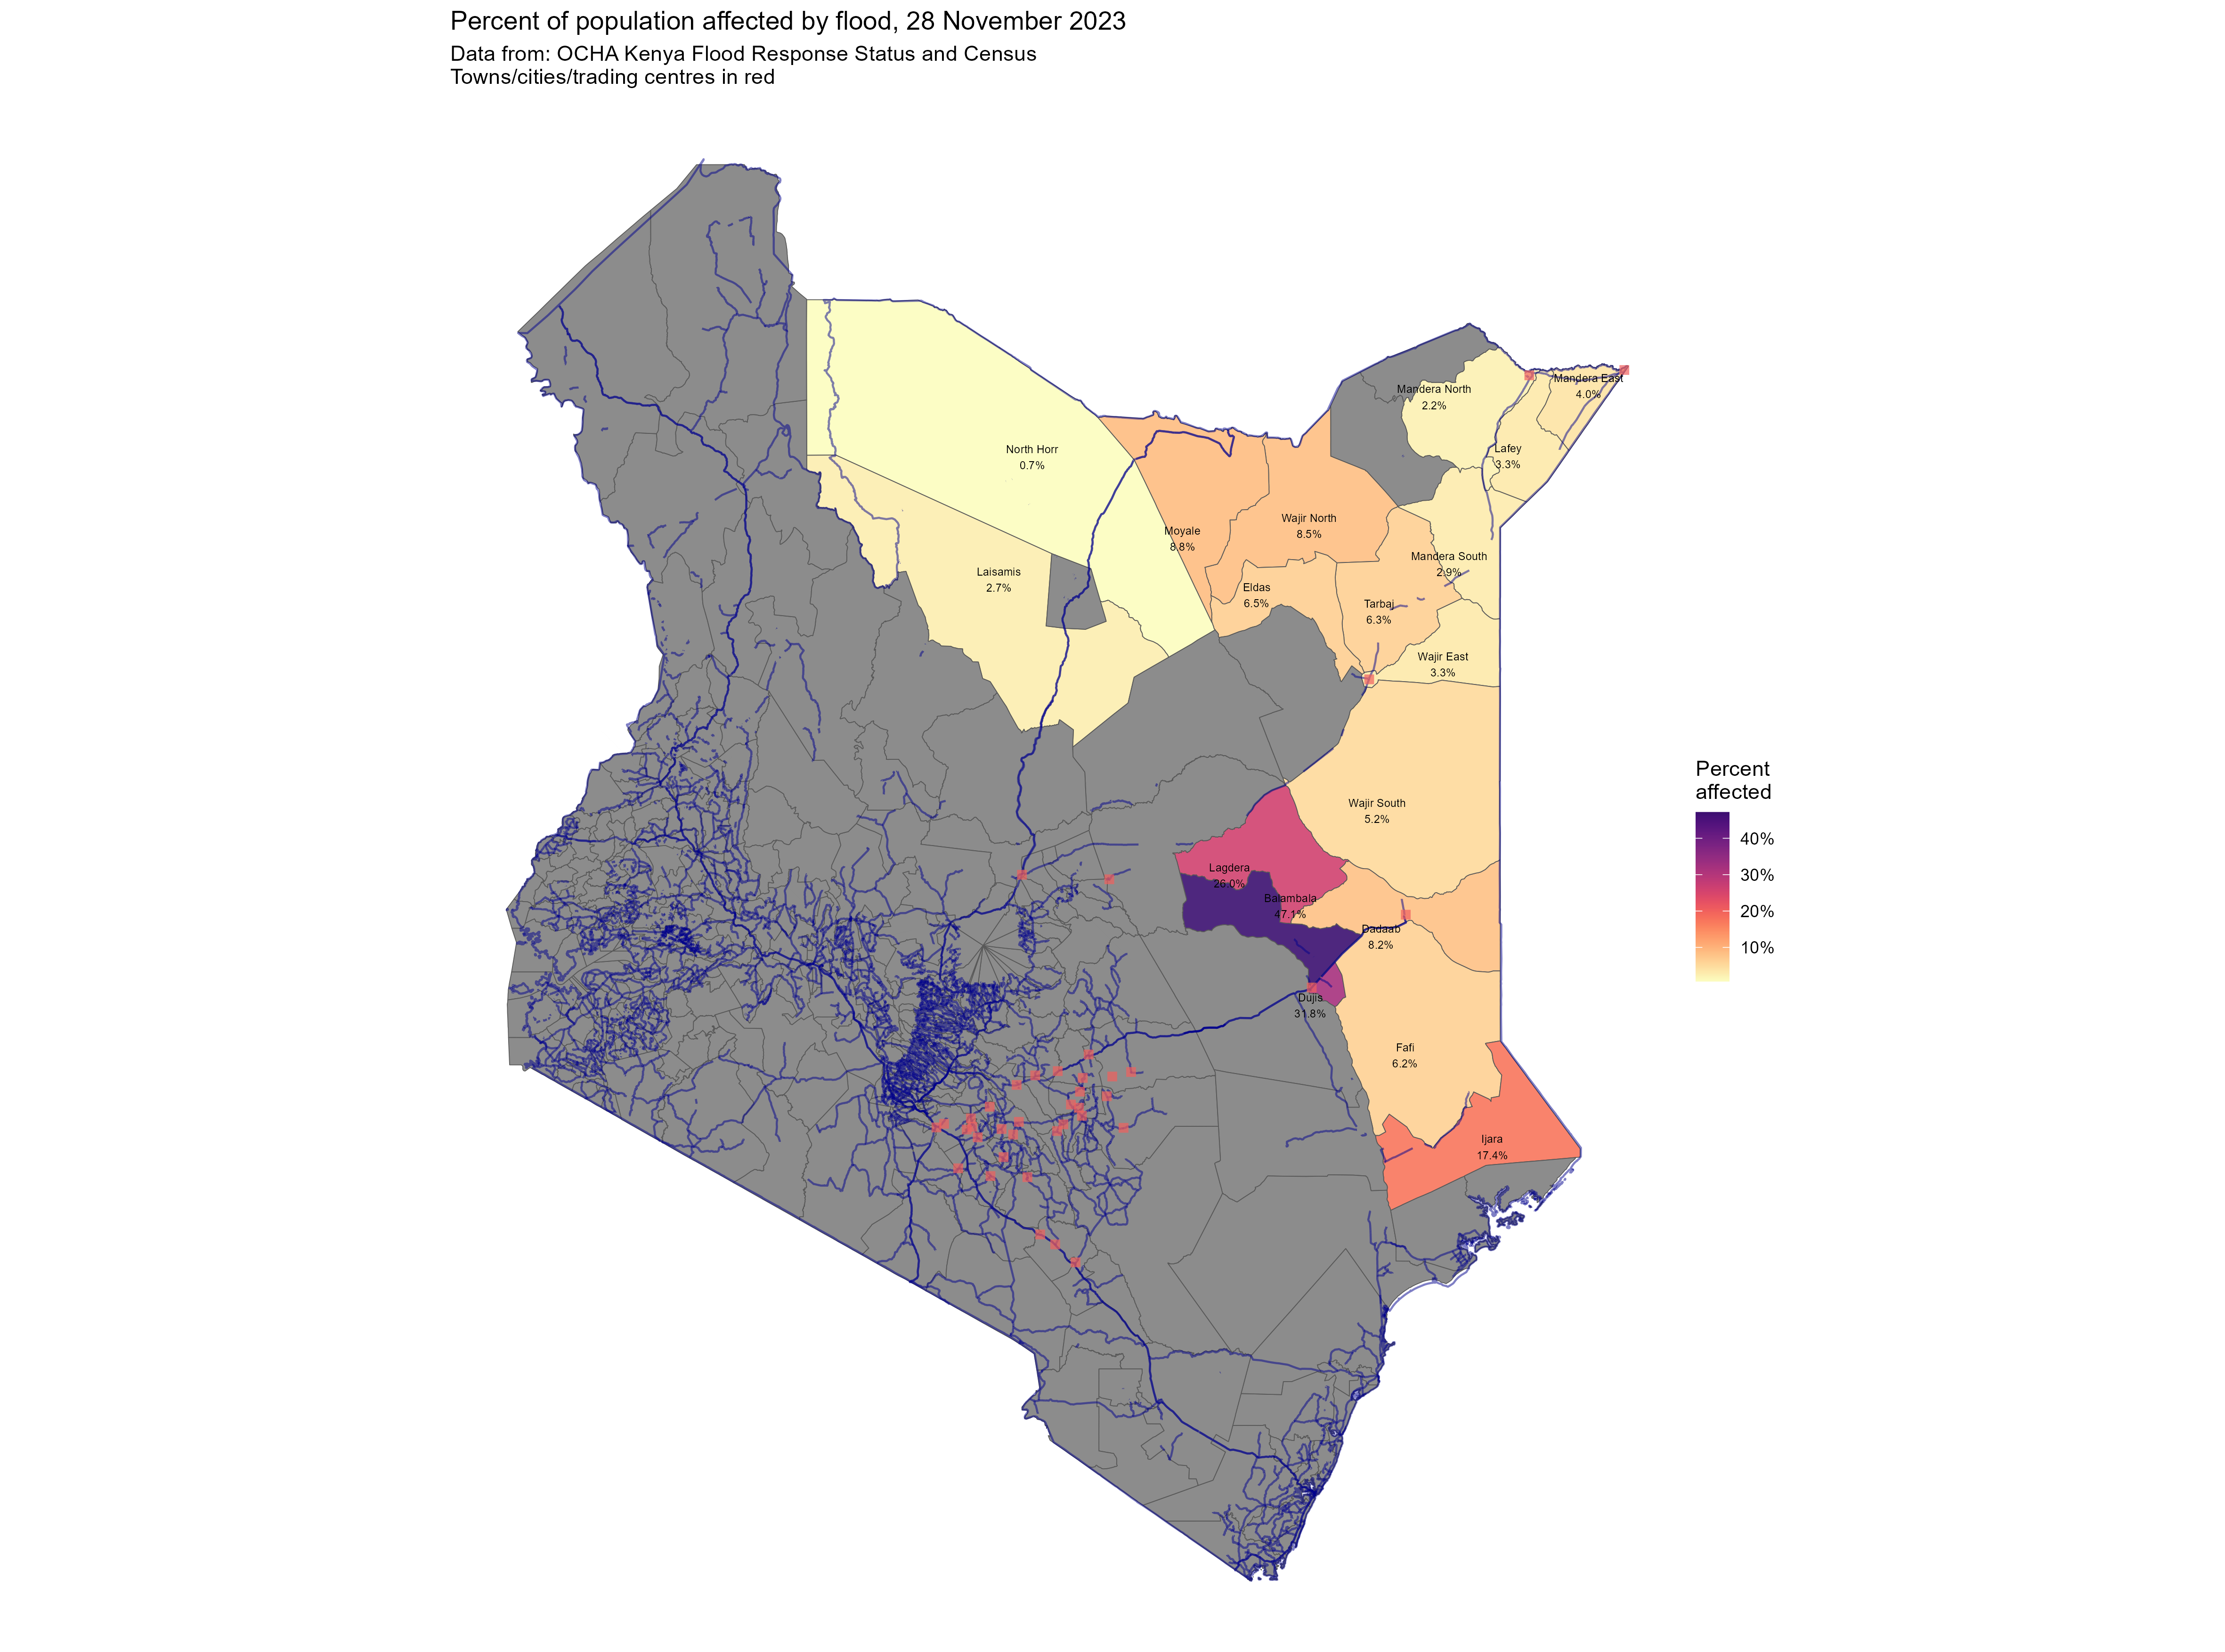 Percent of population affected by flood, 28 November 2023
Data from: OCHA Kenya Flood Response Status and Census
Towns/cities/trading centres in red
Mandera East
4.0%
Mandera North
2.2%
North Horr
0.7%
Lafey
3.3%
Wajir North
8.5%
Moyale
8.8%
Mandera South
2.9%
Laisamis
2.7%
Eldas
6.5%
Tarbaj
6.3%
Wajir East
3.3%
Percent
affected
40%
30%
20%
10%
Wajir South
5.2%
Lagdera
26.0%
Balambala
47.1%
Dadaab
8.2%
Dujis
31.8%
Fafi
6.2%
Ijara
17.4%